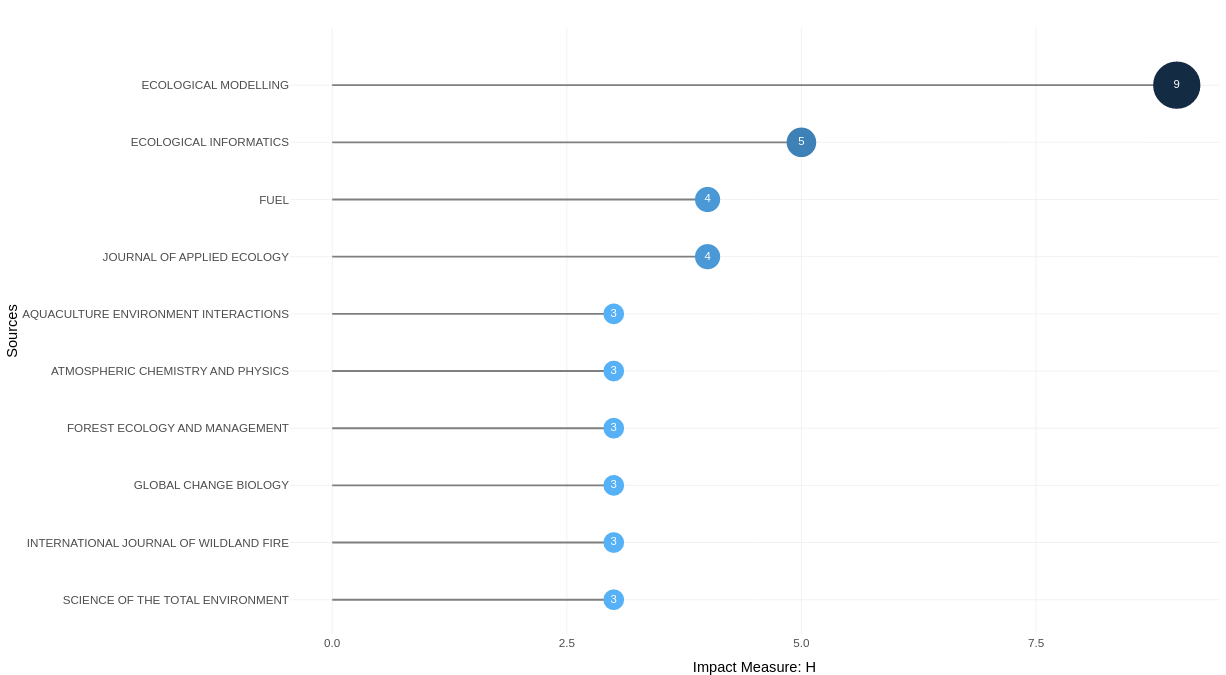 ECOLOGICAL MODELLING 9
ECOLOGICAL INFORMATICS 5
FUEL 4
JOURNAL OF APPLIED ECOLOGY 4
Sources
AQUACULTURE ENVIRONMENT INTERACTIONS 3
ATMOSPHERIC CHEMISTRY AND PHYSICS 3
FOREST ECOLOGY AND MANAGEMENT 3
GLOBAL CHANGE BIOLOGY 3
INTERNATIONAL JOURNAL OF WILDLAND FIRE 3
SCIENCE OF THE TOTAL ENVIRONMENT 3
0.0 2.5 5.0 7.5
Impact Measure: H